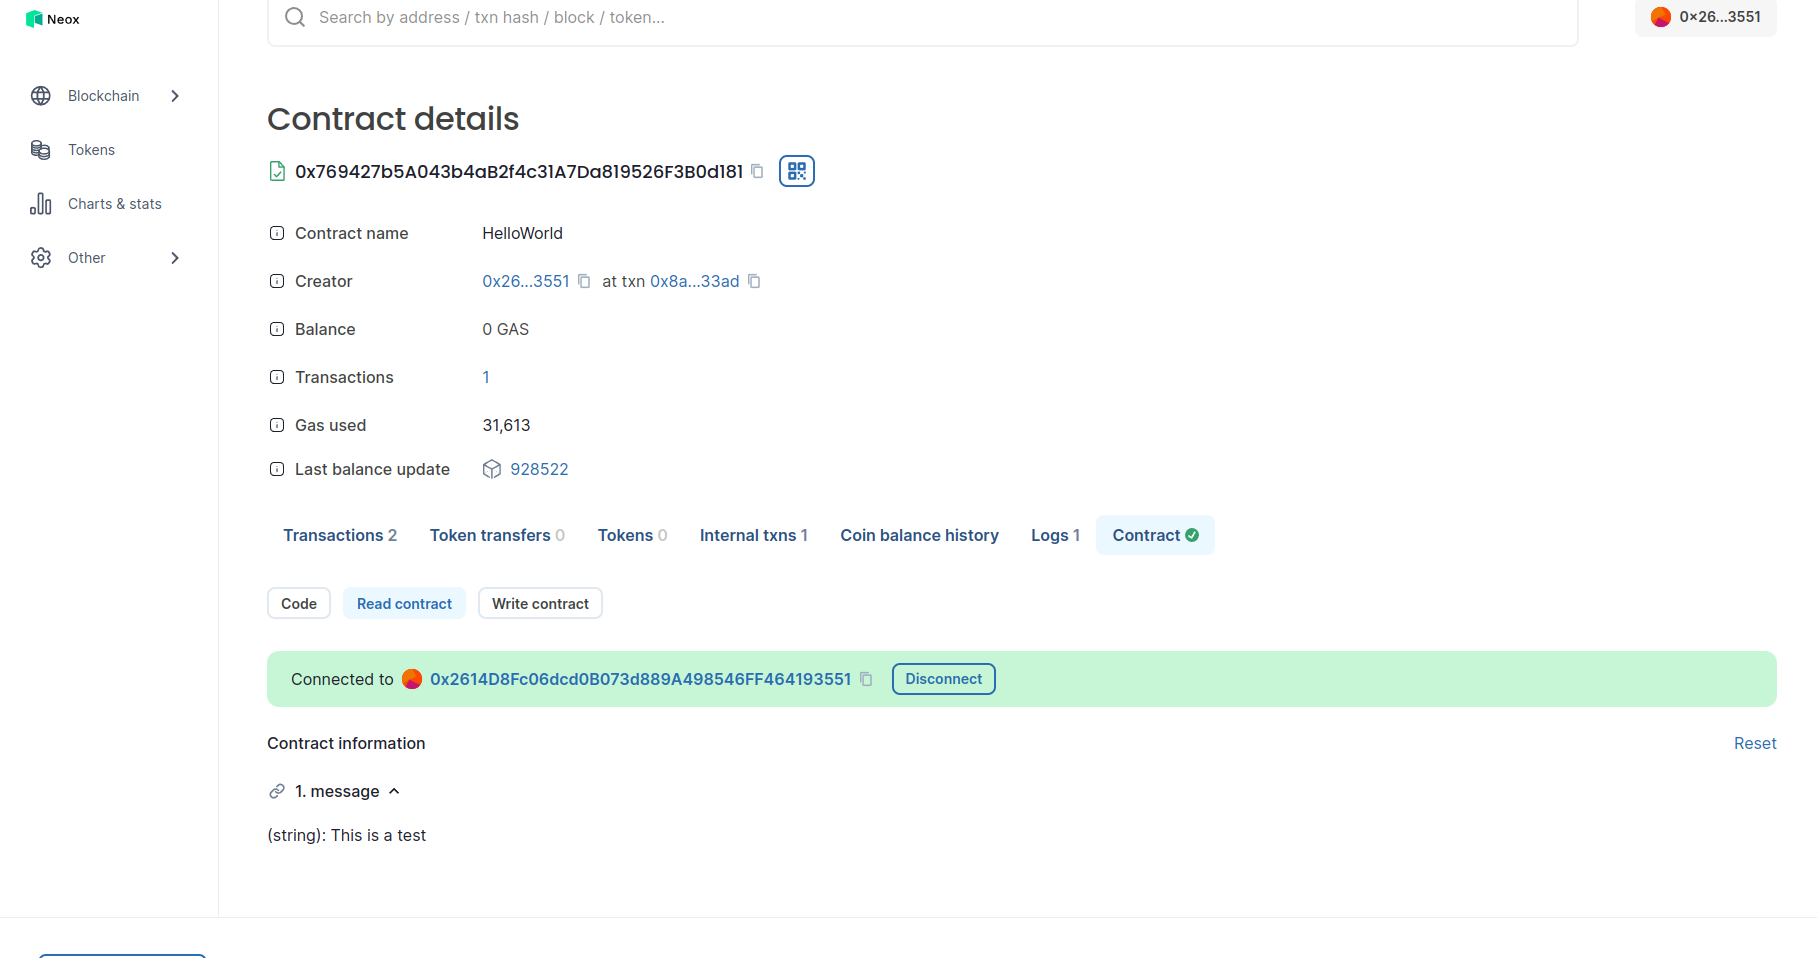 Neox
Search by address / txn hash / block / token...
0×26...3551
Blockchain
Tokens
Charts & stats
Other
Contract details
0x769427b5A043b4aB2f4c31A7Da819526F3B0d181
Contract name HelloWorld
Creator 0x26...3551 at txn 0x8a...33ad
Balance 0 GAS
Transactions 1
Gas used 31,613
Last balance update 928522
Transactions 2 Token transfers 0 Tokens 0 Internal txns 1 Coin balance history Logs 1 Contract
Code Read contract Write contract
Connected to 0x2614D8Fc06dcd0B073d889A498546FF464193551 Disconnect
Contract information Reset
1. message
(string): This is a test